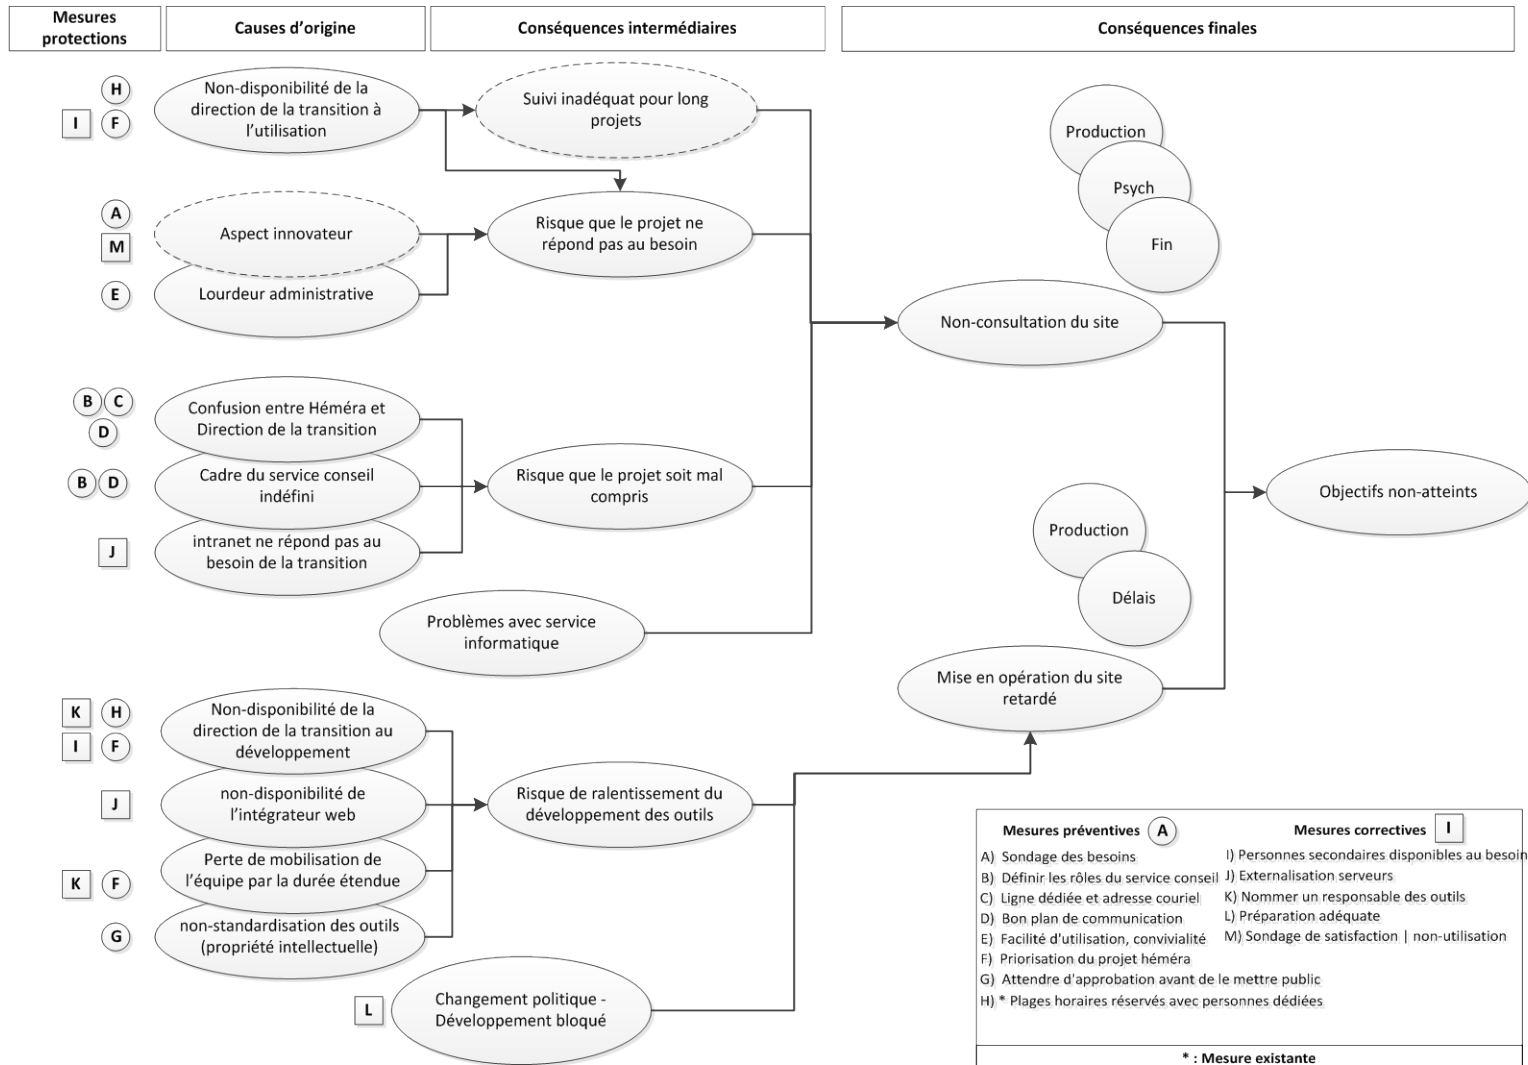 Mesures
protections
Causes d'origine
Conséquences intermédiaires
Conséquences finales
H
I F
Non-disponibilité de la
direction de la transition à
l'utilisation
Suivi inadéquat pour long
projets
Production
Psych
Fin
A
M
Aspect innovateur
Risque que le projet ne
répond pas au besoin
E
Lourdeur administrative
Non-consultation du site
B C
D
Confusion entre Héméra et
Direction de la transition
B D
Cadre du service conseil
indéfini
Risque que le projet soit mal
compris
Objectifs non-atteints
J
intranet ne répond pas au
besoin de la transition
Production
Délais
Problèmes avec service
informatique
Mise en opération du site
retardé
K H
I F
Non-disponibilité de la
direction de la transition au
développement
J
non-disponibilité de
l'intégrateur web
Risque de ralentissement du
développement des outils
K F
Perte de mobilisation de
l'équipe par la durée étendue
G
non-standardisation des outils
(propriété intellectuelle)
L
Changement politique -
Développement bloqué
Mesures préventives A
A) Sondage des besoins
B) Définir les rôles du service conseil
C) Ligne dédiée et adresse couriel
D) Bon plan de communication
E) Facilité d'utilisation, convivialité
F) Priorisation du projet héméra
G) Attendre d'approbation avant de le mettre public
H) * Plages horaires réservés avec personnes dédiées
Mesures correctives I
I) Personnes secondaires disponibles au besoin
J) Externalisation serveurs
K) Nommer un responsable des outils
L) Préparation adéquate
M) Sondage de satisfaction | non-utilisation
* : Mesure existante